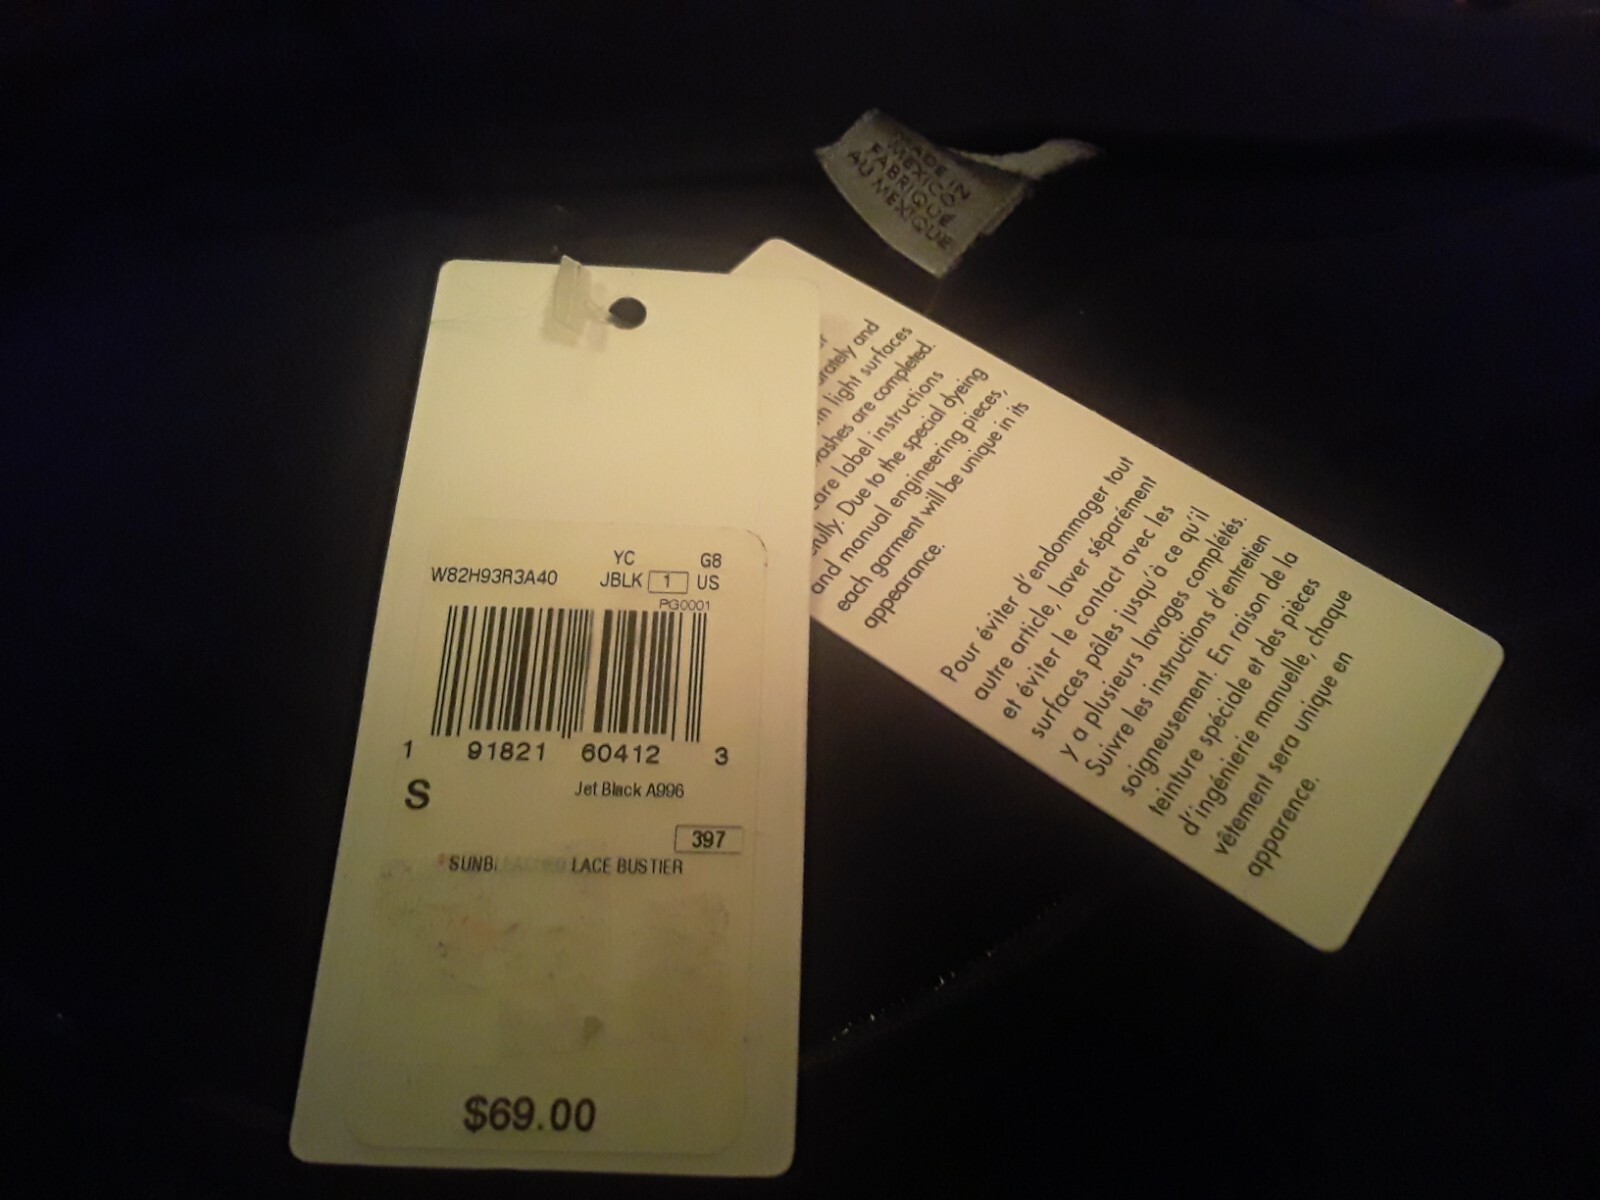 MADE IN
MEXICO
FABRIQUE
AU MEXIQUE
YC G8
W82H93R3A40 JBLK 1 US
PG0001
1 91821 60412 3
S Jet Black A996
397
LACE BUSTIER
$69.00
and
light surfaces
are completed.
label instructions
Due to the special dyeing
and manual engineering pieces,
each garment will be unique in its
appearance.
Pour éviter d'endommager tout
autre article, laver séparément
et éviter le contact avec les
surfaces pâles jusqu'à ce qu'il
y a plusieurs lavages complétés.
Suivre les instructions d'entretien
soigneusement. En raison de la
teinture spéciale et des pièces
d'ingénierie manuelle, chaque
vêtement sera unique en
apparence.